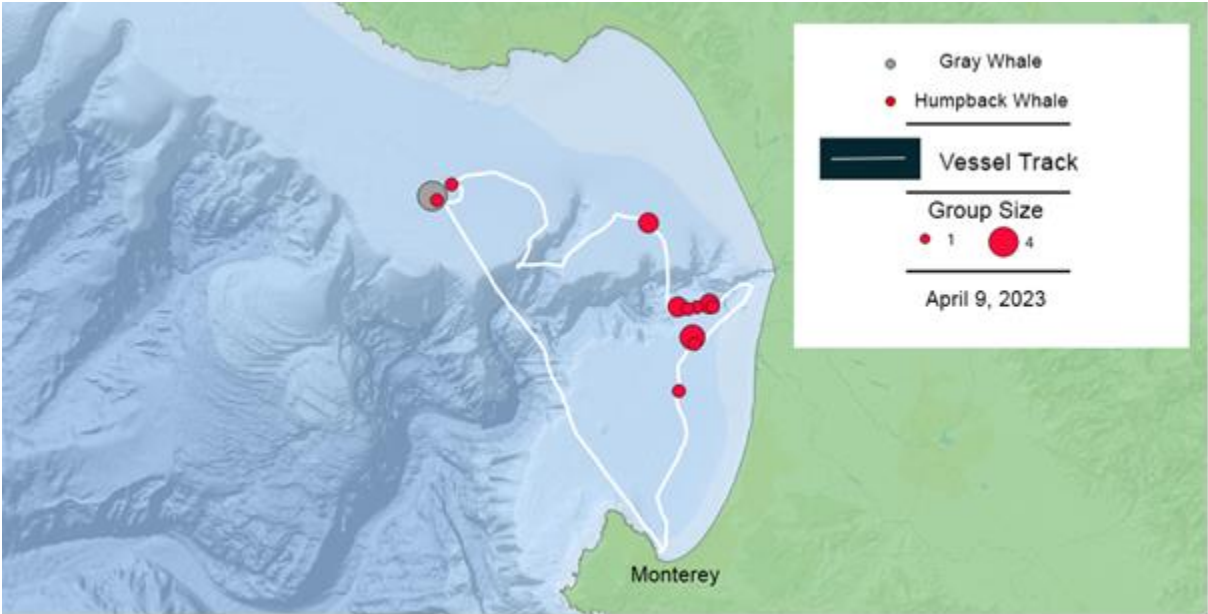 Gray Whale
Humpback Whale
Vessel Track
Group Size
1 4
April 9, 2023
Monterey